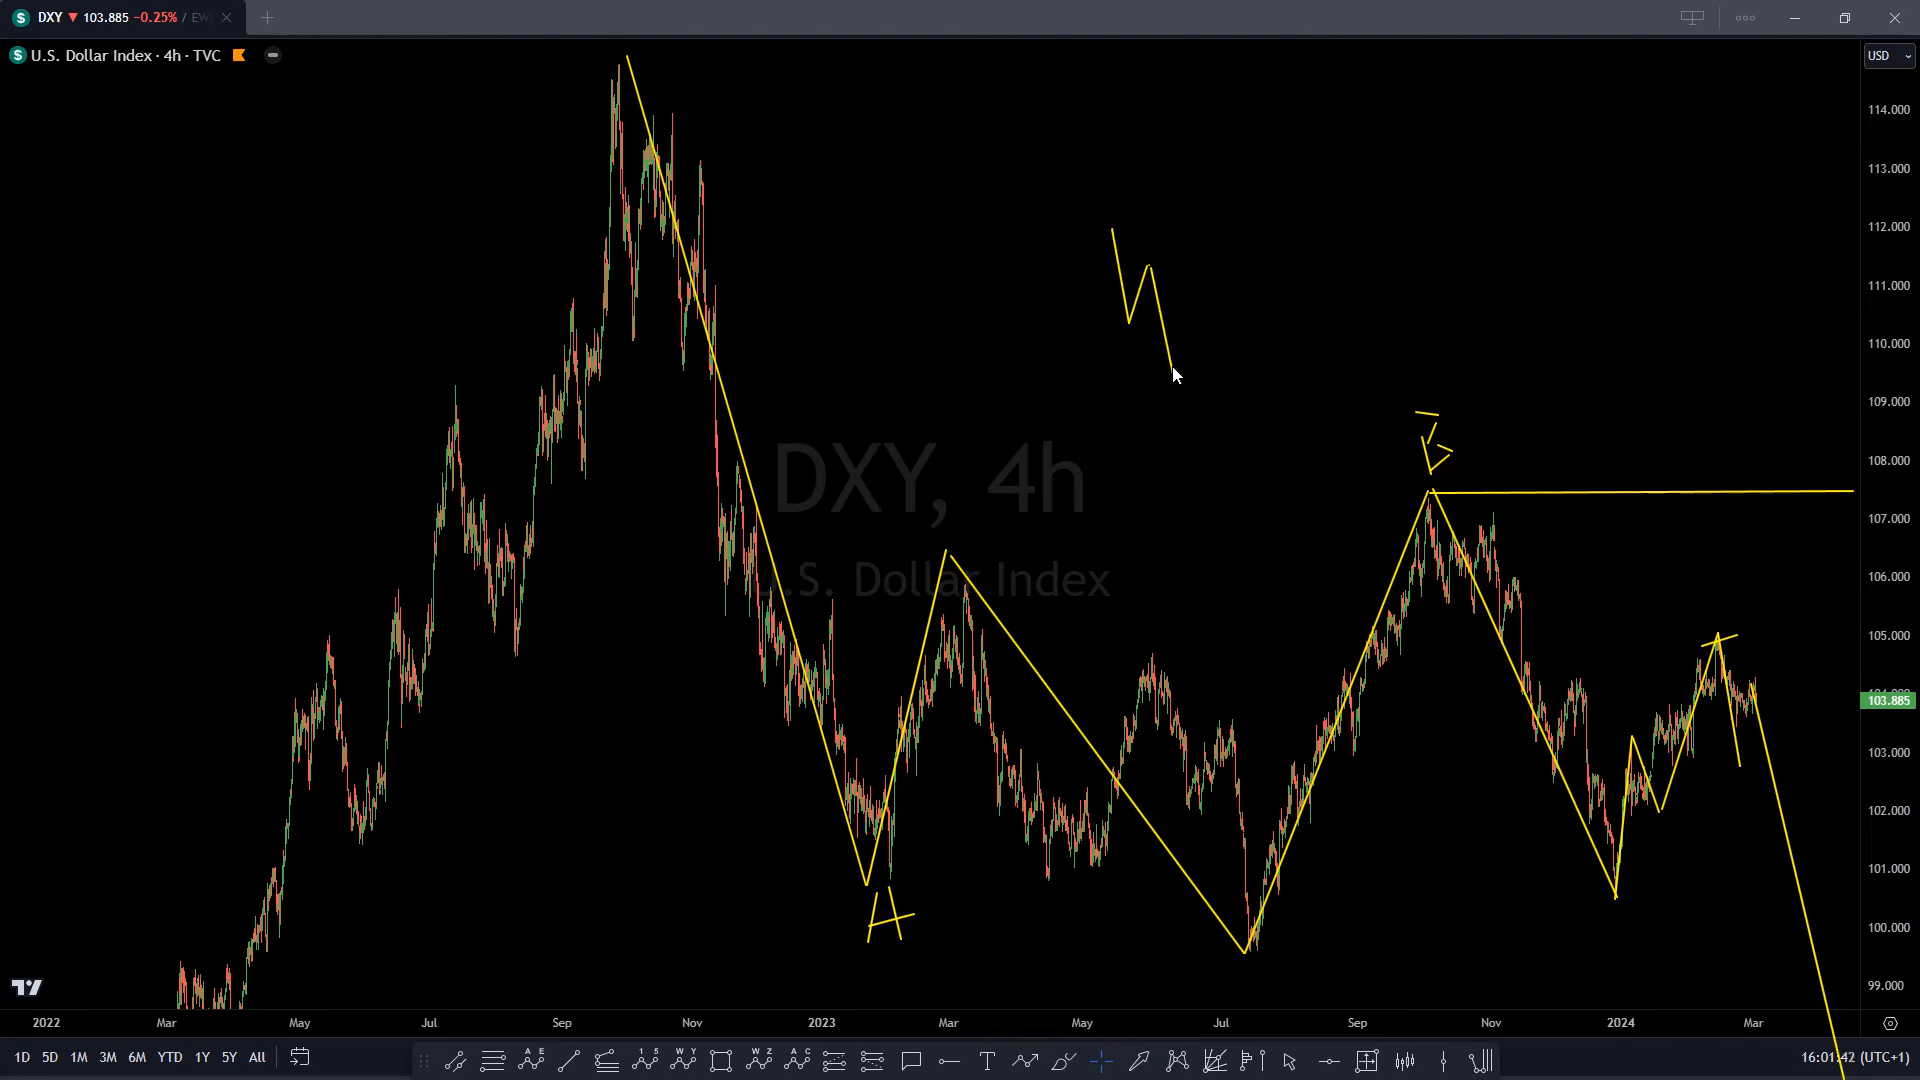 DXY ▼ 103.885 −0.25% / EW
U.S. Dollar Index · 4h · TVC
USD
114.000
113.000
112.000
111.000
110.000
109.000
108.000
107.000
106.000
105.000
103.885
103.000
102.000
101.000
100.000
99.000
DXY, 4h
U.S. Dollar Index
A
B
2022 Mar May Jul Sep Nov 2023 Mar May Jul Sep Nov 2024 Mar
1D 5D 1M 3M 6M YTD 1Y 5Y All
16:01:42 (UTC+1)